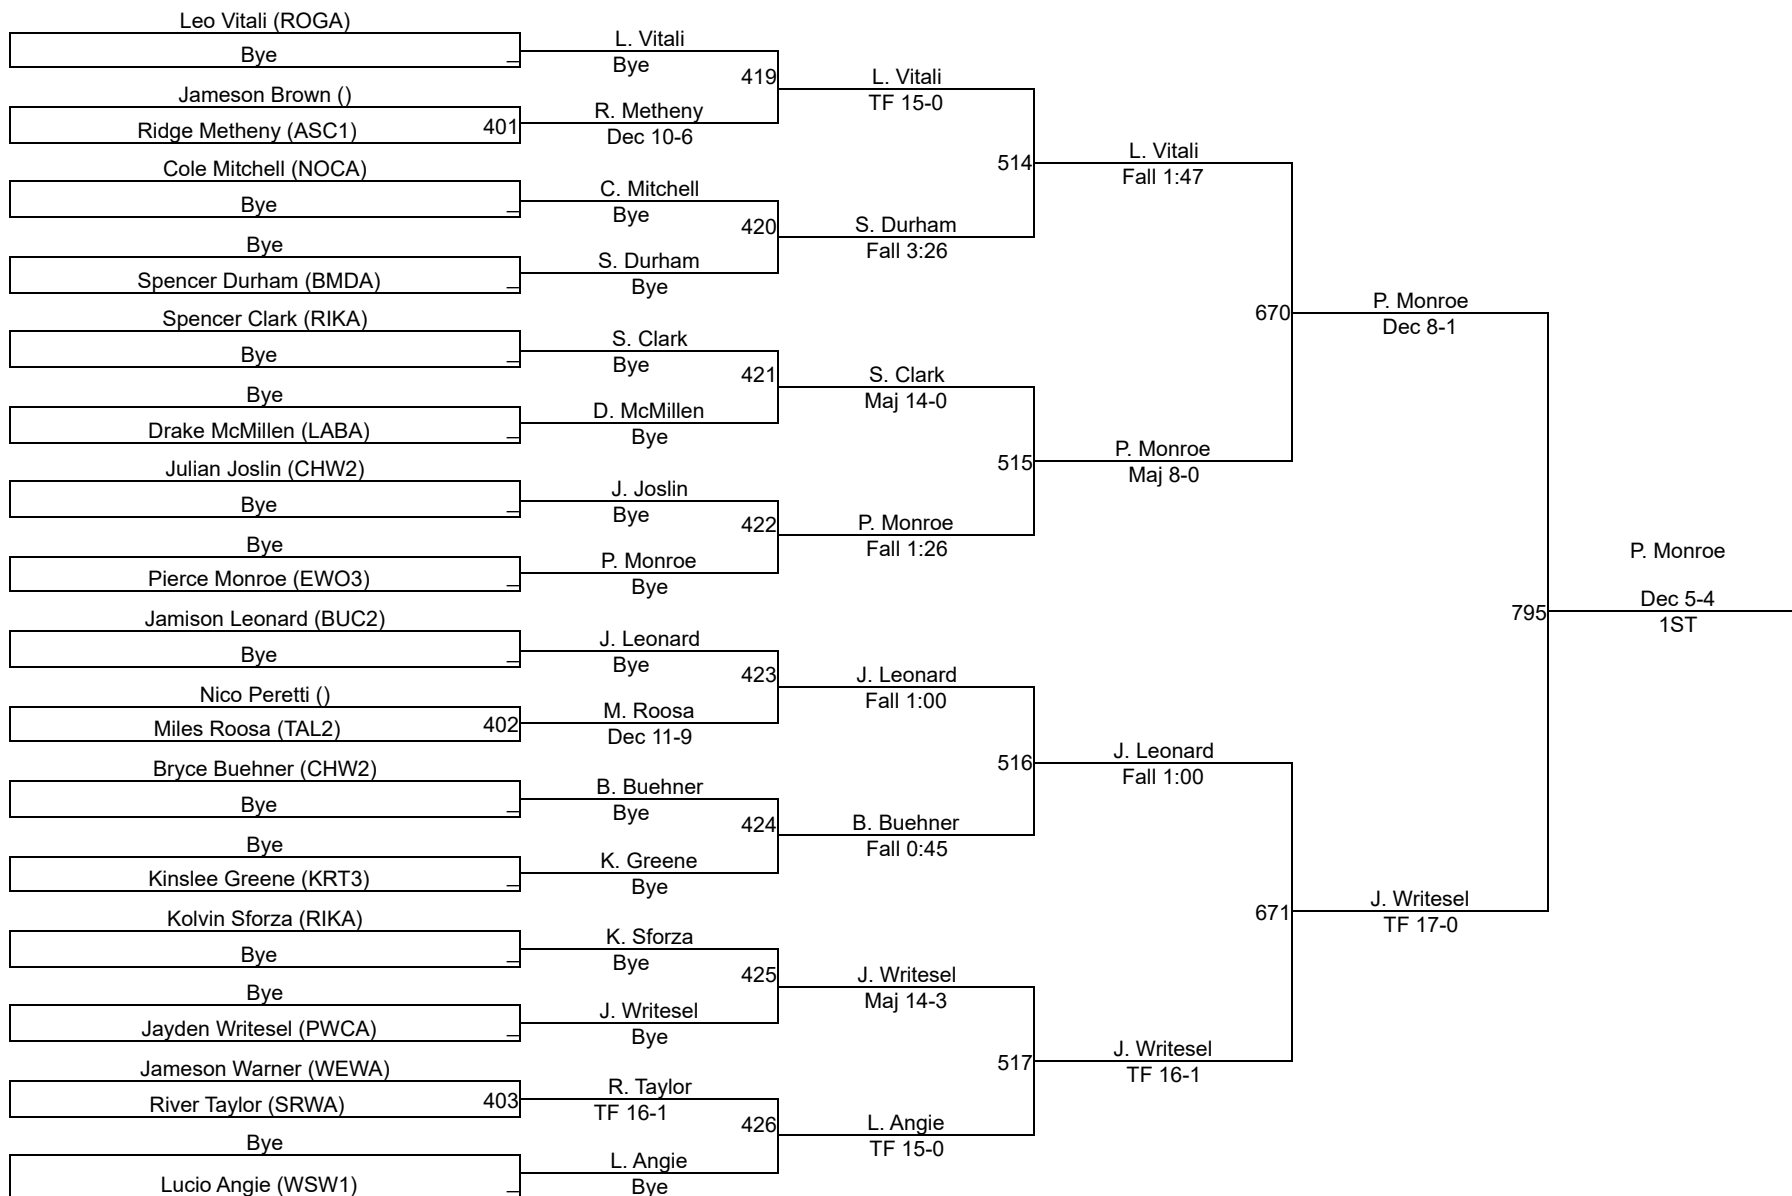 Leo Vitali (ROGA)
Bye
L. Vitali
Bye
419
Jameson Brown ()
Ridge Metheny (ASC1)
401
R. Metheny
Dec 10-6
L. Vitali
TF 15-0
514
Cole Mitchell (NOCA)
Bye
C. Mitchell
Bye
420
Bye
Spencer Durham (BMDA)
S. Durham
Bye
S. Durham
Fall 3:26
L. Vitali
Fall 1:47
670
Spencer Clark (RIKA)
Bye
S. Clark
Bye
421
Bye
Drake McMillen (LABA)
D. McMillen
Bye
S. Clark
Maj 14-0
515
Julian Joslin (CHW2)
Bye
J. Joslin
Bye
422
Bye
Pierce Monroe (EWO3)
P. Monroe
Bye
P. Monroe
Fall 1:26
P. Monroe
Maj 8-0
P. Monroe
Dec 8-1
795
P. Monroe
Dec 5-4
1ST
Jamison Leonard (BUC2)
Bye
J. Leonard
Bye
423
Nico Peretti ()
Miles Roosa (TAL2)
402
M. Roosa
Dec 11-9
J. Leonard
Fall 1:00
516
Bryce Buehner (CHW2)
Bye
B. Buehner
Bye
424
Bye
Kinslee Greene (KRT3)
K. Greene
Bye
B. Buehner
Fall 0:45
J. Leonard
Fall 1:00
671
Kolvin Sforza (RIKA)
Bye
K. Sforza
Bye
425
Bye
Jayden Writesel (PWCA)
J. Writesel
Bye
J. Writesel
Maj 14-3
517
Jameson Warner (WEWA)
River Taylor (SRWA)
403
R. Taylor
TF 16-1
426
Bye
Lucio Angie (WSW1)
L. Angie
Bye
L. Angie
TF 15-0
J. Writesel
TF 16-1
J. Writesel
TF 17-0